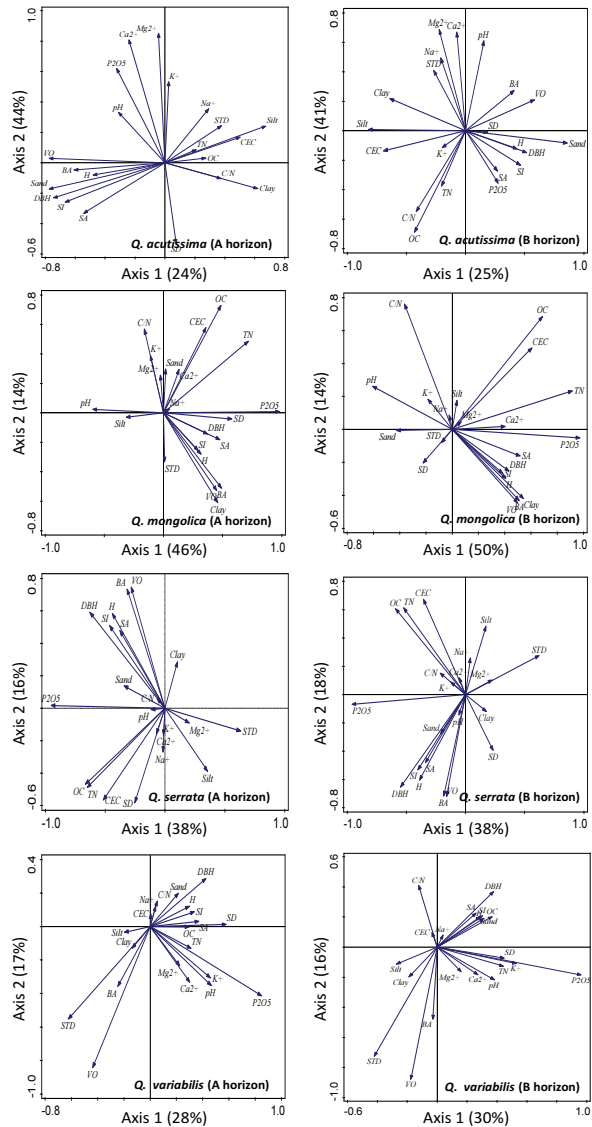 1.0
Mg2+
Ca2+
P2O5
K+
pH
Na+
STD
Silt
CEC
TN
VO
OC
BA
H
C/N
Sand
Clay
DBH
SI
SA
SD
Q. acutissima (A horizon)
-0.6
-0.8
0.8
Axis 1 (24%)
Axis 2 (44%)
0.8
Mg2+
Ca2+
pH
Na+
STD
BA
VO
Clay
Silt
SD
Sand
H
CEC
K+
DBH
SI
SA
TN
P2O5
C/N
OC
Q. acutissima (B horizon)
-0.8
-1.0
1.0
Axis 1 (25%)
Axis 2 (41%)
0.8
OC
C/N
CEC
TN
K+
Sand
Mg2+
Ca2+
Na+
pH
P2O5
Silt
SD
DBH
SA
SI
H
STD
VO
BA
Clay
Q. mongolica (A horizon)
-0.8
-1.0
1.0
Axis 1 (46%)
Axis 2 (14%)
0.8
C/N
OC
CEC
pH
TN
K+
Silt
Na+
Mg2+
Ca2+
Sand
STD
P2O5
SD
SA
DBH
SI
H
Clay
BA
VO
Q. mongolica (B horizon)
-0.6
-0.8
1.0
Axis 1 (50%)
Axis 2 (14%)
0.8
BA
VO
DBH
H
SI
SA
Clay
Sand
C/N
P2O5
pH
Mg2+
K+
STD
Ca2+
Na+
Silt
OC
TN
CEC
SD
Q. serrata (A horizon)
-0.6
-1.0
1.0
Axis 1 (38%)
Axis 2 (16%)
0.8
CEC
OC
TN
Silt
Na+
STD
C/N
Ca2+
Mg2+
K+
P2O5
pH
Clay
Sand
SD
SA
SI
H
DBH
VO
BA
Q. serrata (B horizon)
-0.8
-1.0
1.0
Axis 1 (38%)
Axis 2 (18%)
0.4
DBH
Sand
C/N
Na+
H
CEC
SI
SD
SA
Silt
OC
Clay
TN
Mg2+
K+
BA
Ca2+
pH
P2O5
STD
VO
Q. variabilis (A horizon)
-1.0
-0.8
1.0
Axis 1 (28%)
Axis 2 (17%)
0.6
C/N
DBH
SA
SI
OC
H
Sand
CEC
Na+
SD
Silt
TN
K+
Clay
Mg2+
Ca2+
pH
P2O5
BA
STD
VO
Q. variabilis (B horizon)
-1.0
-0.6
1.0
Axis 1 (30%)
Axis 2 (16%)